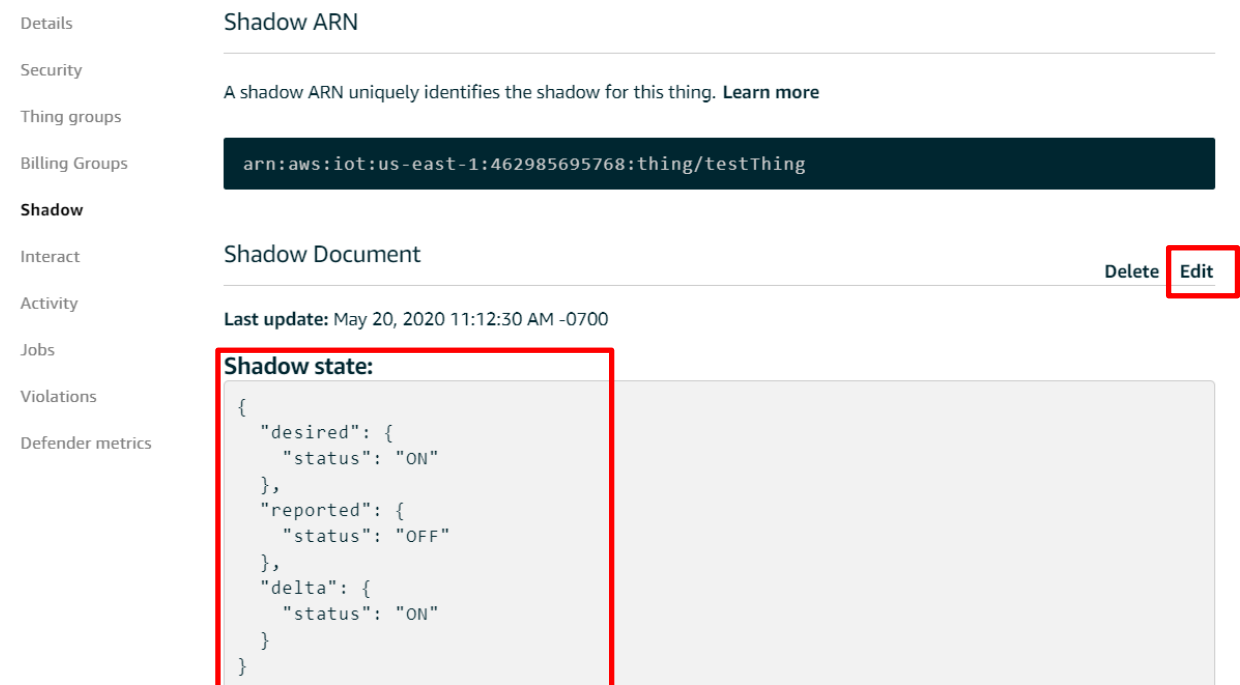 Details
Security
Thing groups
Billing Groups
Shadow
Interact
Activity
Jobs
Violations
Defender metrics
Shadow ARN
A shadow ARN uniquely identifies the shadow for this thing. Learn more
arn:aws:iot:us-east-1:462985695768:thing/testThing
Shadow Document
Delete Edit
Last update: May 20, 2020 11:12:30 AM -0700
Shadow state:
{
  "desired": {
    "status": "ON"
  },
  "reported": {
    "status": "OFF"
  },
  "delta": {
    "status": "ON"
  }
}